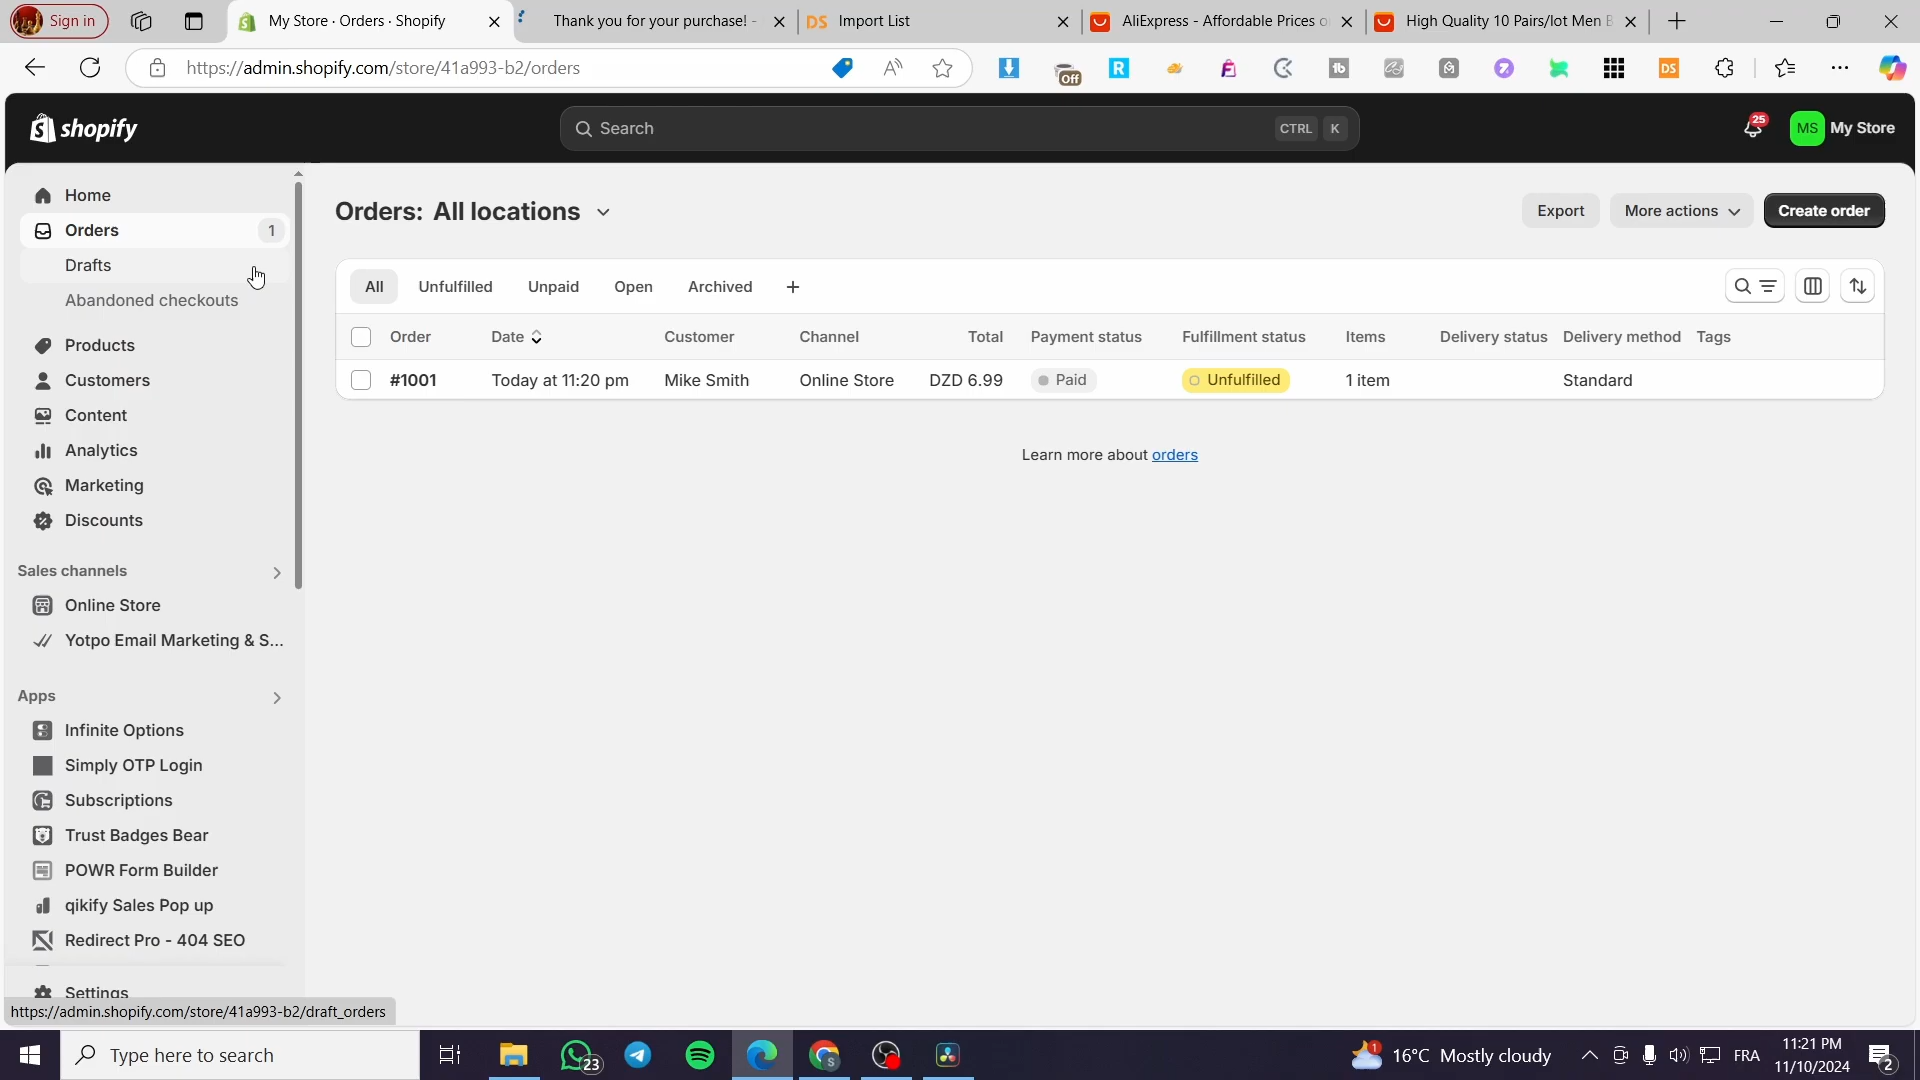 Sign in
My Store · Orders · Shopify
Thank you for your purchase! -
DS Import List
AliExpress - Affordable Prices o
High Quality 10 Pairs/lot Men B
https://admin.shopify.com/store/41a993-b2/orders
Off
DS
shopify
Search
CTRL K
25
MS My Store
Home
Orders 1
Drafts
Abandoned checkouts
Products
Customers
Content
Analytics
Marketing
Discounts
Sales channels
Online Store
Yotpo Email Marketing & S...
Apps
Infinite Options
Simply OTP Login
Subscriptions
Trust Badges Bear
POWR Form Builder
qikify Sales Pop up
Redirect Pro - 404 SEO
Settings
Orders: All locations
Export
More actions
Create order
All Unfulfilled Unpaid Open Archived +
Order Date Customer Channel Total Payment status Fulfillment status Items Delivery status Delivery method Tags
#1001 Today at 11:20 pm Mike Smith Online Store DZD 6.99 Paid Unfulfilled 1 item Standard
Learn more about orders
https://admin.shopify.com/store/41a993-b2/draft_orders
Type here to search
23
1
16°C Mostly cloudy
FRA
11:21 PM
11/10/2024
2